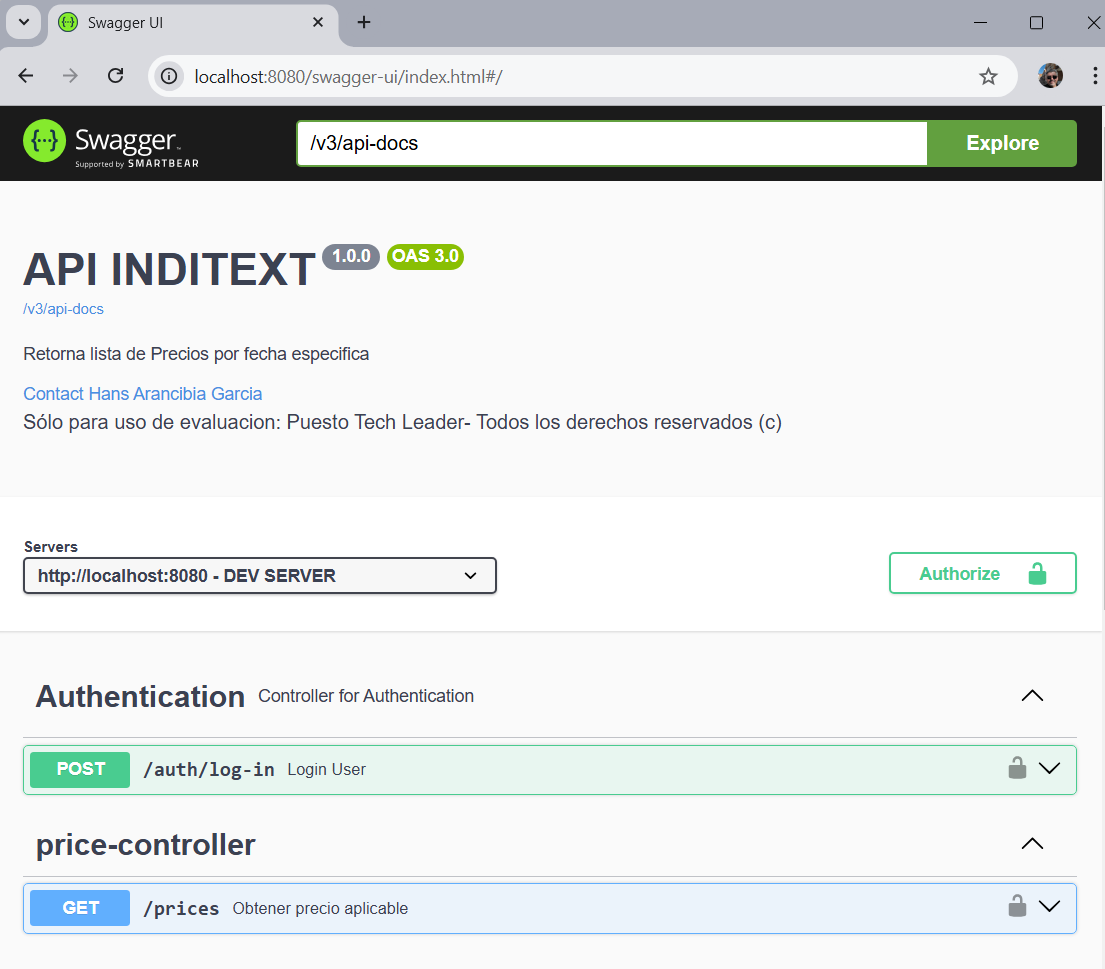 Swagger UI
localhost:8080/swagger-ui/index.html#/
Swagger
Supported by SMARTBEAR
/v3/api-docs
Explore
API INDITEXT 1.0.0 OAS 3.0
/v3/api-docs
Retorna lista de Precios por fecha especifica
Contact Hans Arancibia Garcia
Sólo para uso de evaluacion: Puesto Tech Leader- Todos los derechos reservados (c)
Servers
http://localhost:8080 - DEV SERVER
Authorize
Authentication Controller for Authentication
POST /auth/log-in Login User
price-controller
GET /prices Obtener precio aplicable